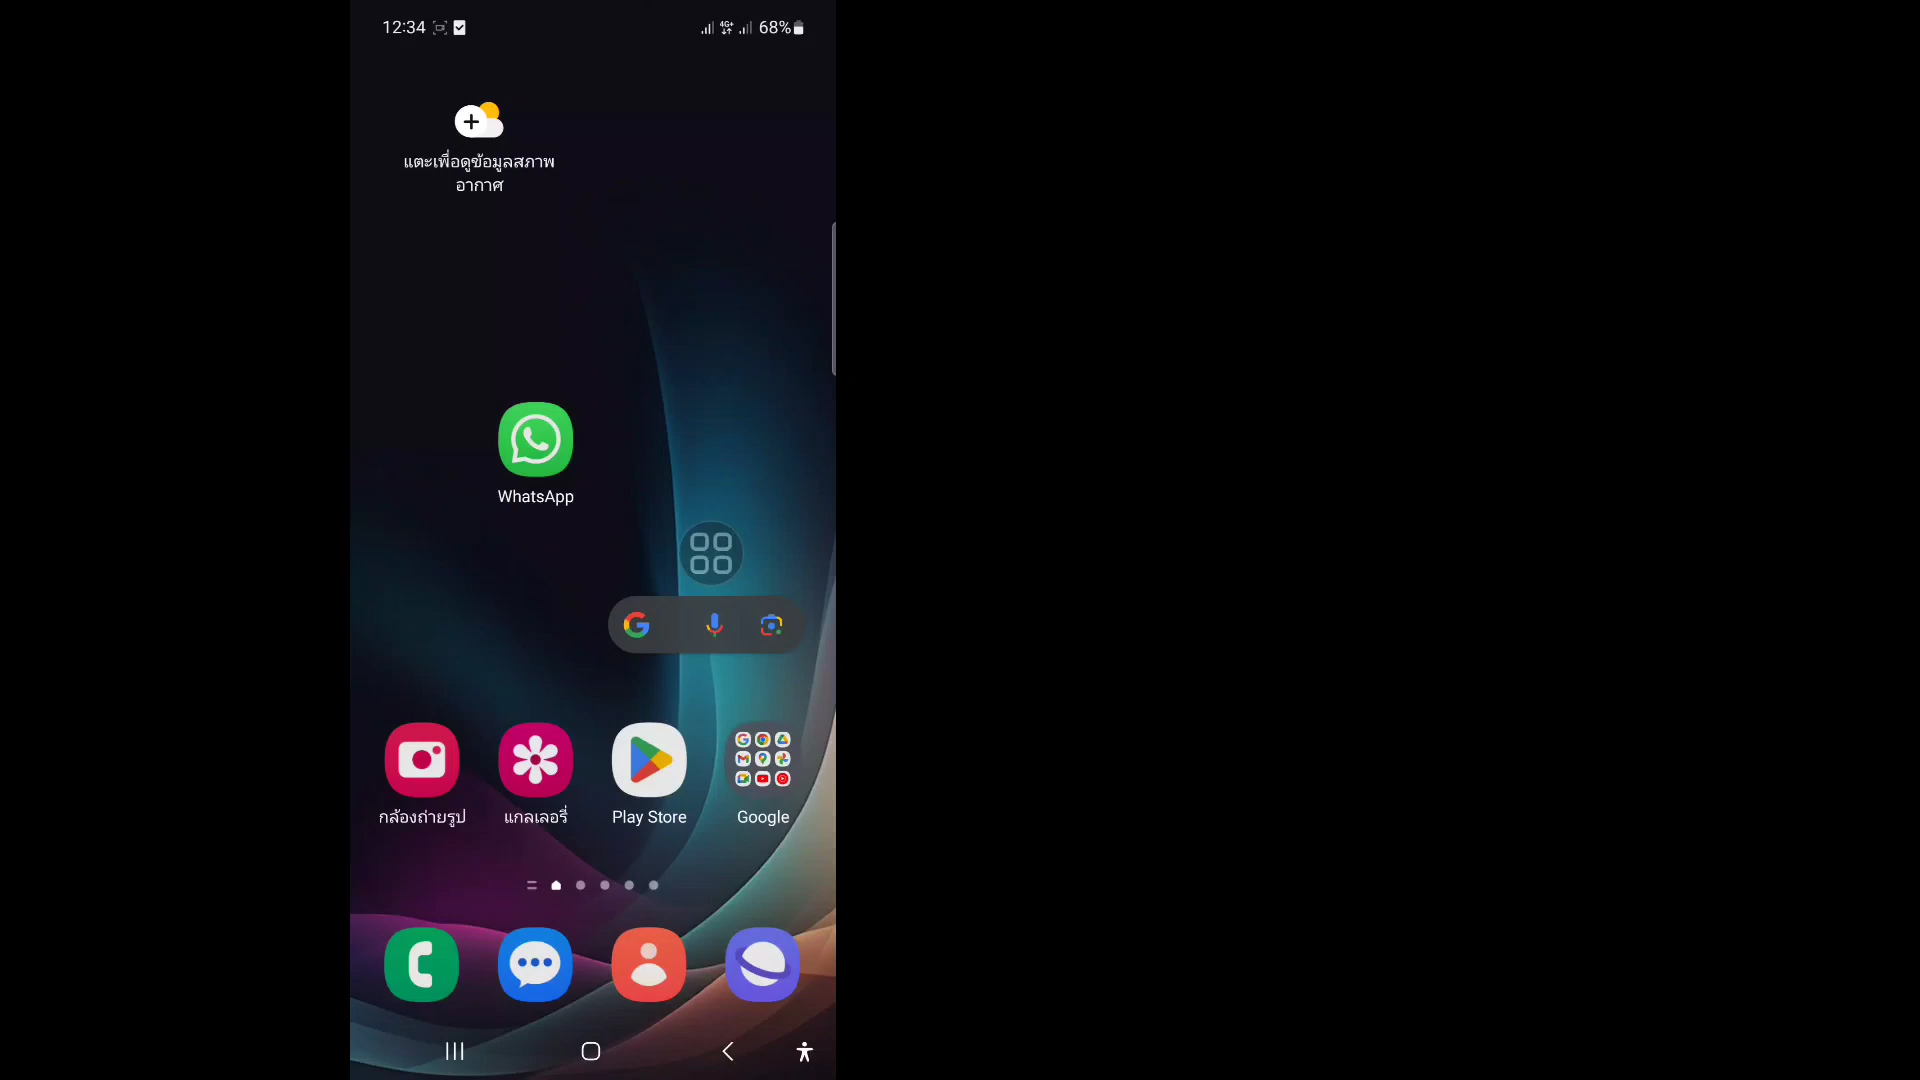 12:34
4G+
68%
แตะเพื่อดูข้อมูลสภาพ
อากาศ
WhatsApp
กล้องถ่ายรูป
แกลเลอรี่
Play Store
Google